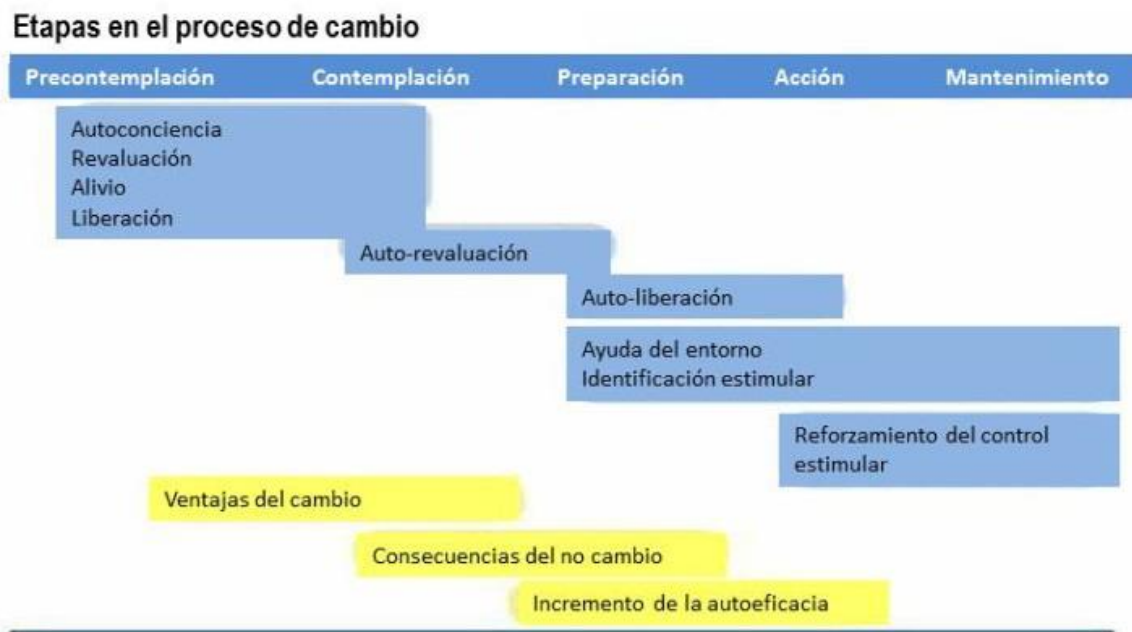 Etapas en el proceso de cambio
Precontemplación Contemplación Preparación Acción Mantenimiento
Autoconciencia
Revaluación
Alivio
Liberación
Auto-revaluación
Auto-liberación
Ayuda del entorno
Identificación estimular
Reforzamiento del control
estimular
Ventajas del cambio
Consecuencias del no cambio
Incremento de la autoeficacia